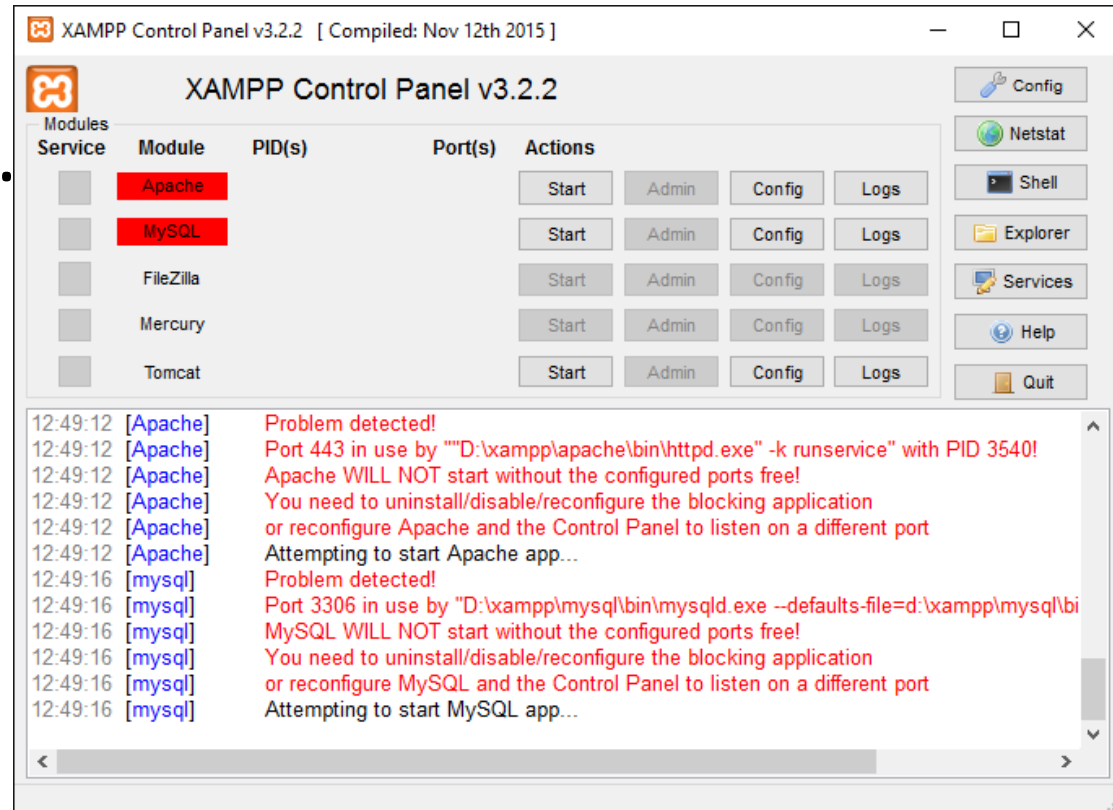 XAMPP Control Panel v3.2.2 [ Compiled: Nov 12th 2015 ]
XAMPP Control Panel v3.2.2
Config
Modules
Service Module PID(s) Port(s) Actions
Netstat
Apache Start Admin Config Logs
Shell
MySQL Start Admin Config Logs
Explorer
FileZilla Start Admin Config Logs
Services
Mercury Start Admin Config Logs
Help
Tomcat Start Admin Config Logs
Quit
12:49:12 [Apache] Problem detected!
12:49:12 [Apache] Port 443 in use by ""D:\xampp\apache\bin\httpd.exe" -k runservice" with PID 3540!
12:49:12 [Apache] Apache WILL NOT start without the configured ports free!
12:49:12 [Apache] You need to uninstall/disable/reconfigure the blocking application
12:49:12 [Apache] or reconfigure Apache and the Control Panel to listen on a different port
12:49:12 [Apache] Attempting to start Apache app...
12:49:16 [mysql] Problem detected!
12:49:16 [mysql] Port 3306 in use by "D:\xampp\mysql\bin\mysqld.exe --defaults-file=d:\xampp\mysql\bi
12:49:16 [mysql] MySQL WILL NOT start without the configured ports free!
12:49:16 [mysql] You need to uninstall/disable/reconfigure the blocking application
12:49:16 [mysql] or reconfigure MySQL and the Control Panel to listen on a different port
12:49:16 [mysql] Attempting to start MySQL app...